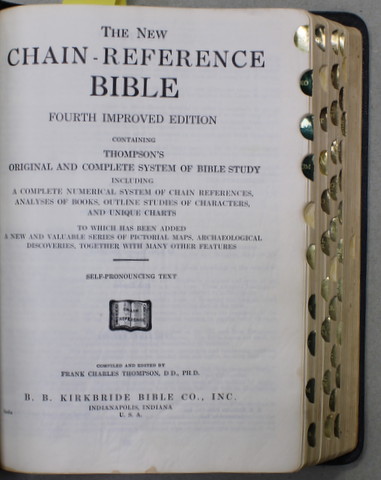 THE NEW
CHAIN-REFERENCE
BIBLE
FOURTH IMPROVED EDITION
CONTAINING
THOMPSON'S
ORIGINAL AND COMPLETE SYSTEM OF BIBLE STUDY
INCLUDING
A COMPLETE NUMERICAL SYSTEM OF CHAIN REFERENCES,
ANALYSES OF BOOKS, OUTLINE STUDIES OF CHARACTERS,
AND UNIQUE CHARTS
TO WHICH HAS BEEN ADDED
A NEW AND VALUABLE SERIES OF PICTORIAL MAPS, ARCHAEOLOGICAL
DISCOVERIES, TOGETHER WITH MANY OTHER FEATURES
SELF-PRONOUNCING TEXT
COMPILED AND EDITED BY
FRANK CHARLES THOMPSON, D.D., PH.D.
B. B. KIRKBRIDE BIBLE CO., INC.
INDIANAPOLIS, INDIANA
U. S. A.